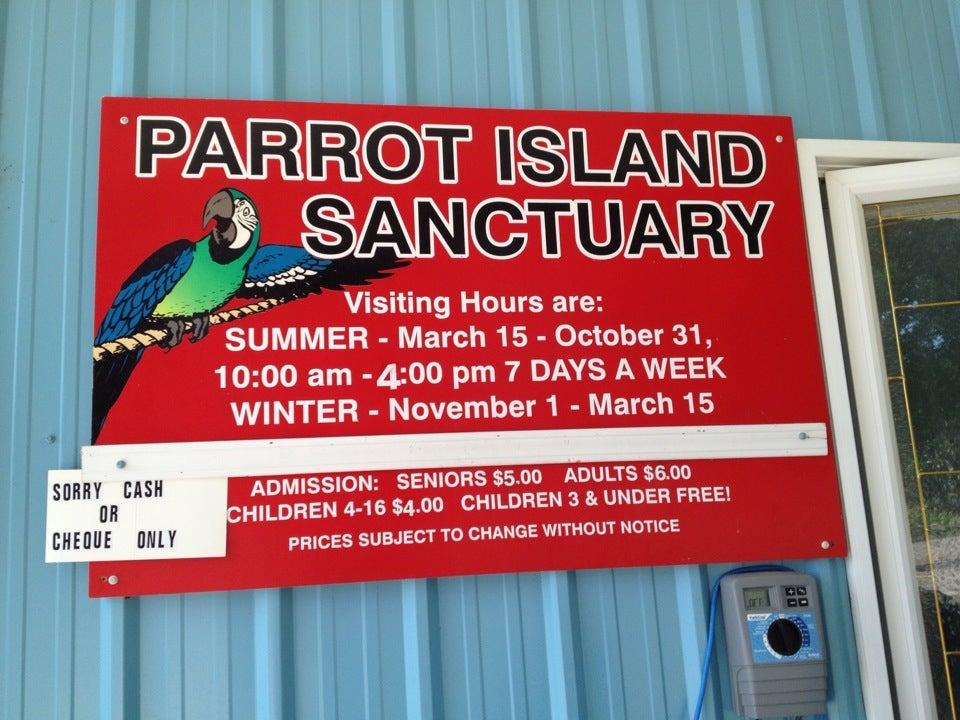 PARROT ISLAND
SANCTUARY
Visiting Hours are:
SUMMER - March 15 - October 31,
10:00 am - 4:00 pm 7 DAYS A WEEK
WINTER - November 1 - March 15
ADMISSION: SENIORS $5.00 ADULTS $6.00
CHILDREN 4-16 $4.00 CHILDREN 3 & UNDER FREE!
PRICES SUBJECT TO CHANGE WITHOUT NOTICE
SORRY CASH
OR
CHEQUE ONLY
OFF